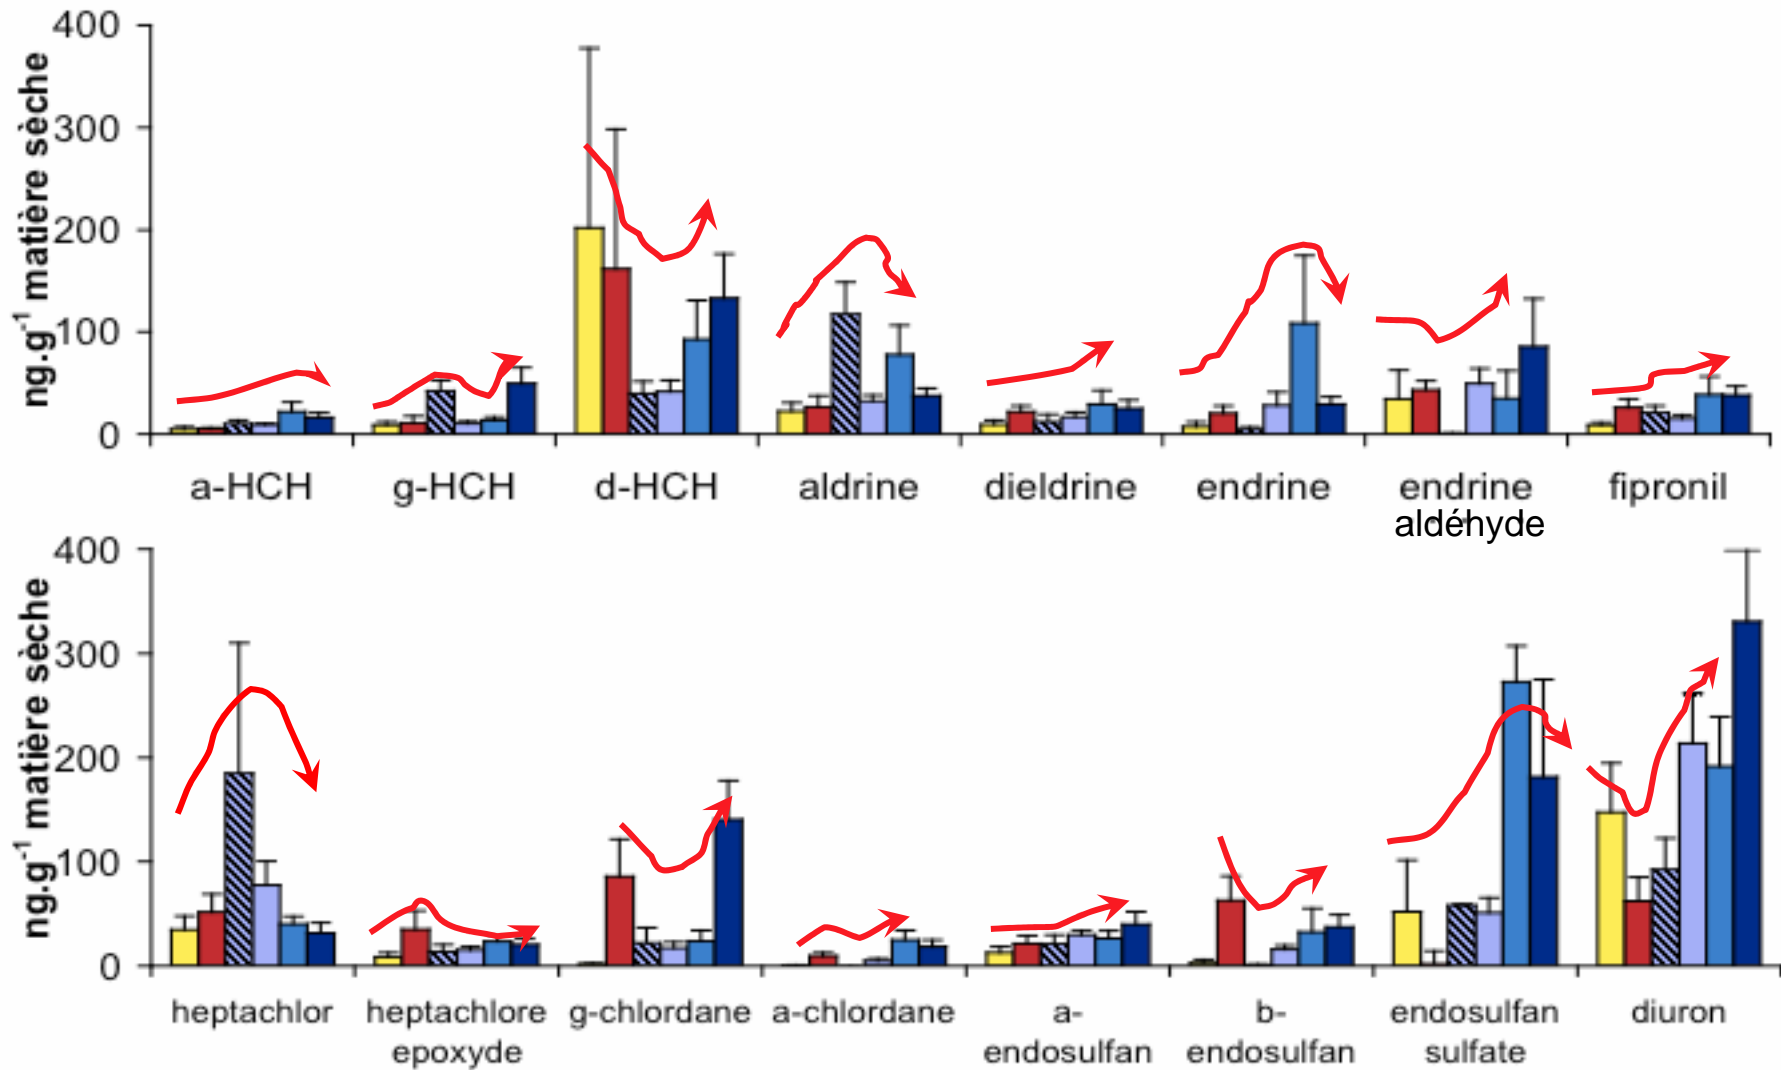 ng.g⁻¹ matière sèche
400
300
200
100
0
a-HCH g-HCH d-HCH aldrine dieldrine endrine endrine fipronil
aldéhyde
ng.g⁻¹ matière sèche
400
300
200
100
0
heptachlor heptachlore g-chlordane a-chlordane a- b- endosulfan diuron
epoxyde endosulfan endosulfan sulfate